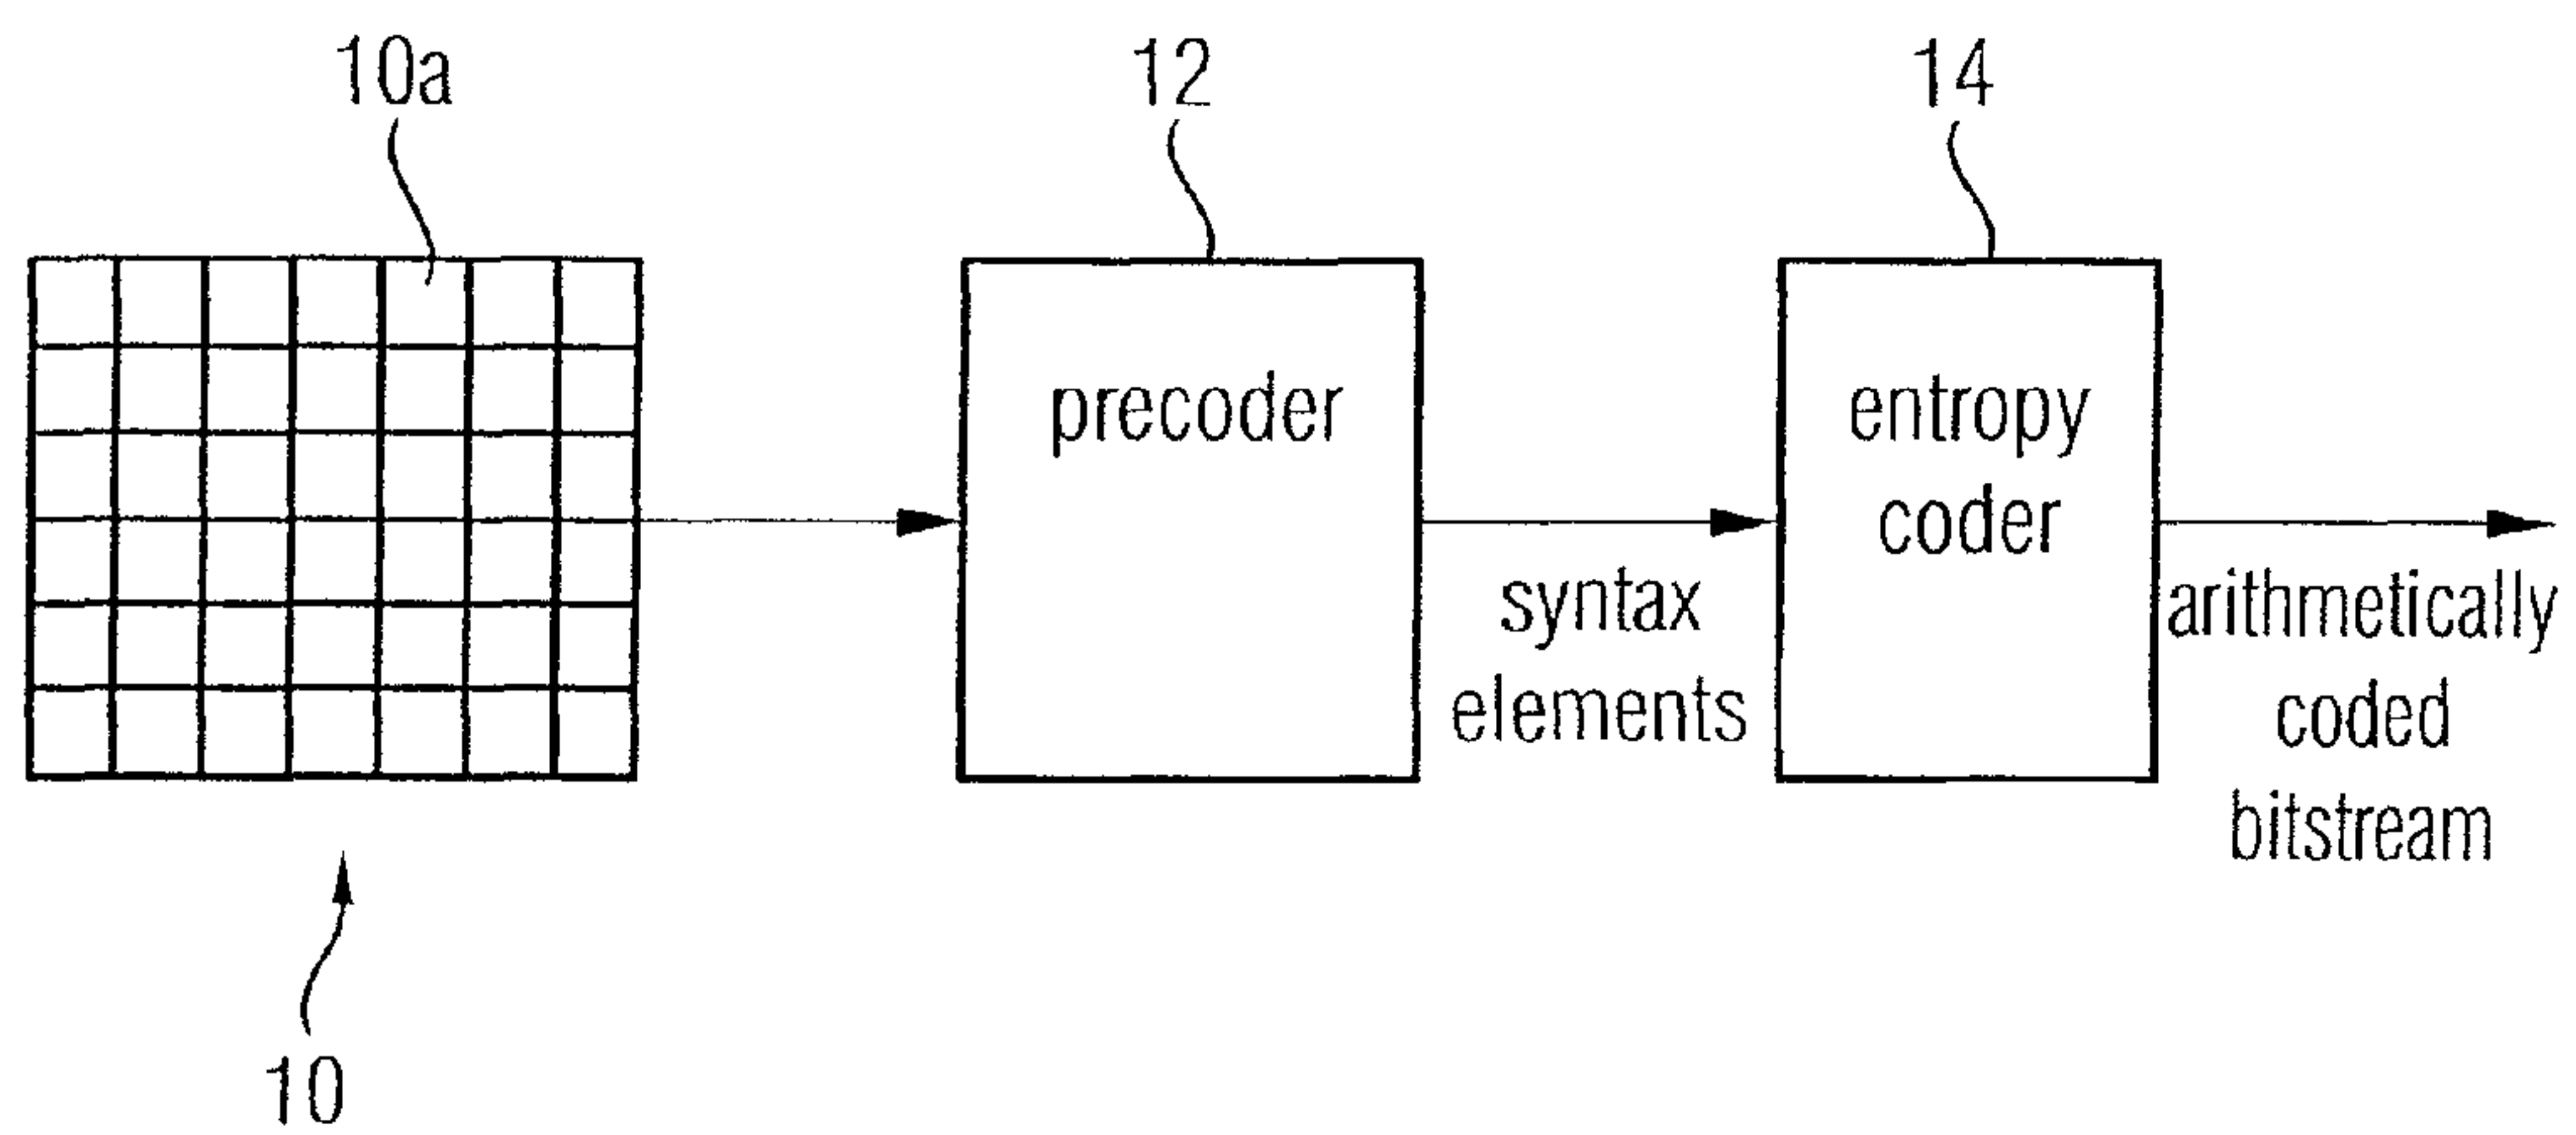 10a
12
14
precoder
entropy
coder
syntax
elements
arithmetically
coded
bitstream
10